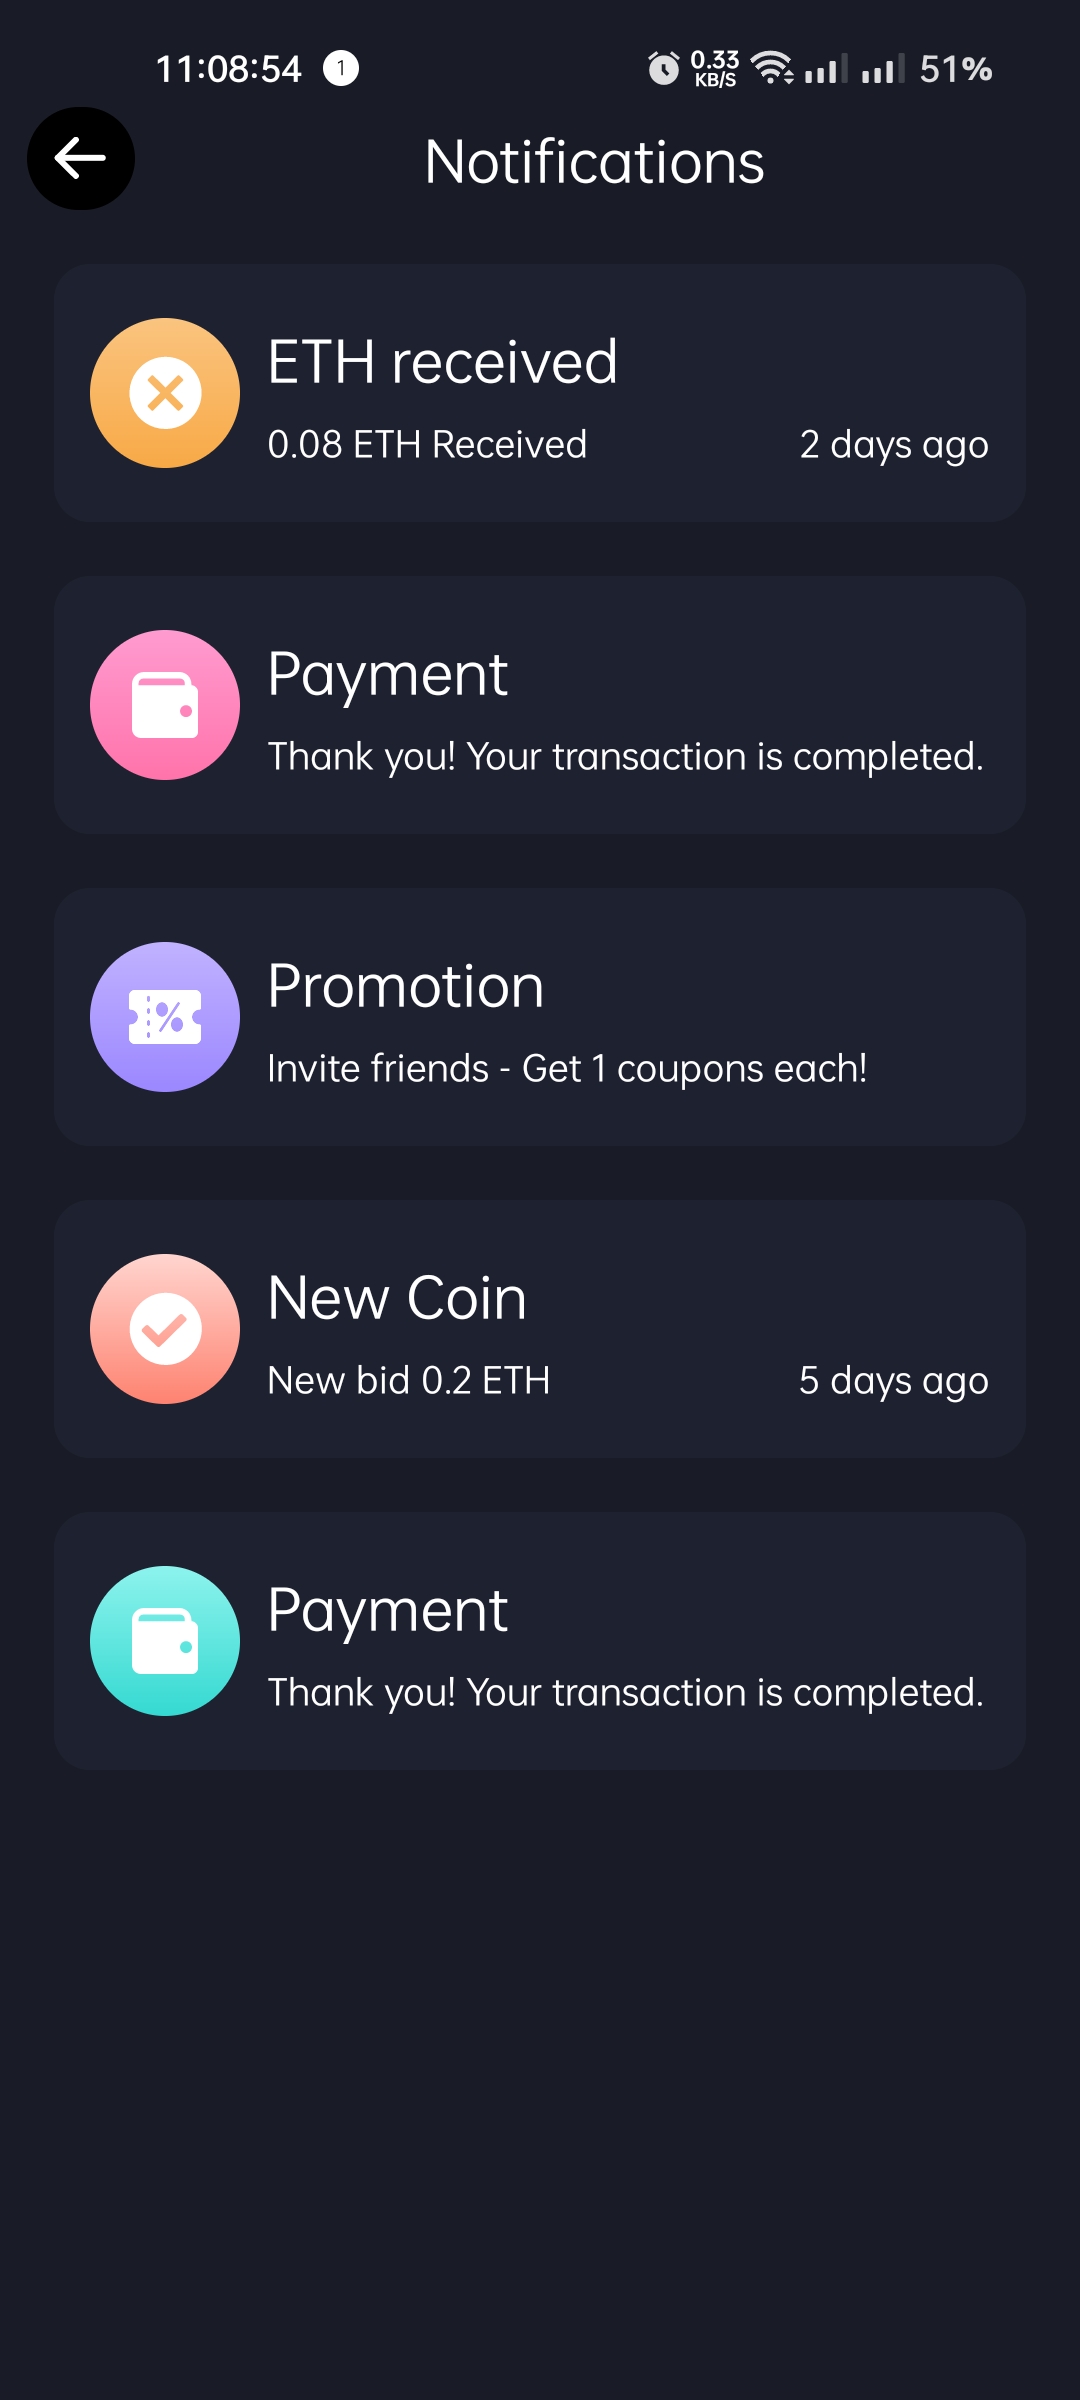 11:08:54 1 0.33 KB/S 51%
Notifications
ETH received
0.08 ETH Received 2 days ago
Payment
Thank you! Your transaction is completed.
Promotion
Invite friends - Get 1 coupons each!
New Coin
New bid 0.2 ETH 5 days ago
Payment
Thank you! Your transaction is completed.